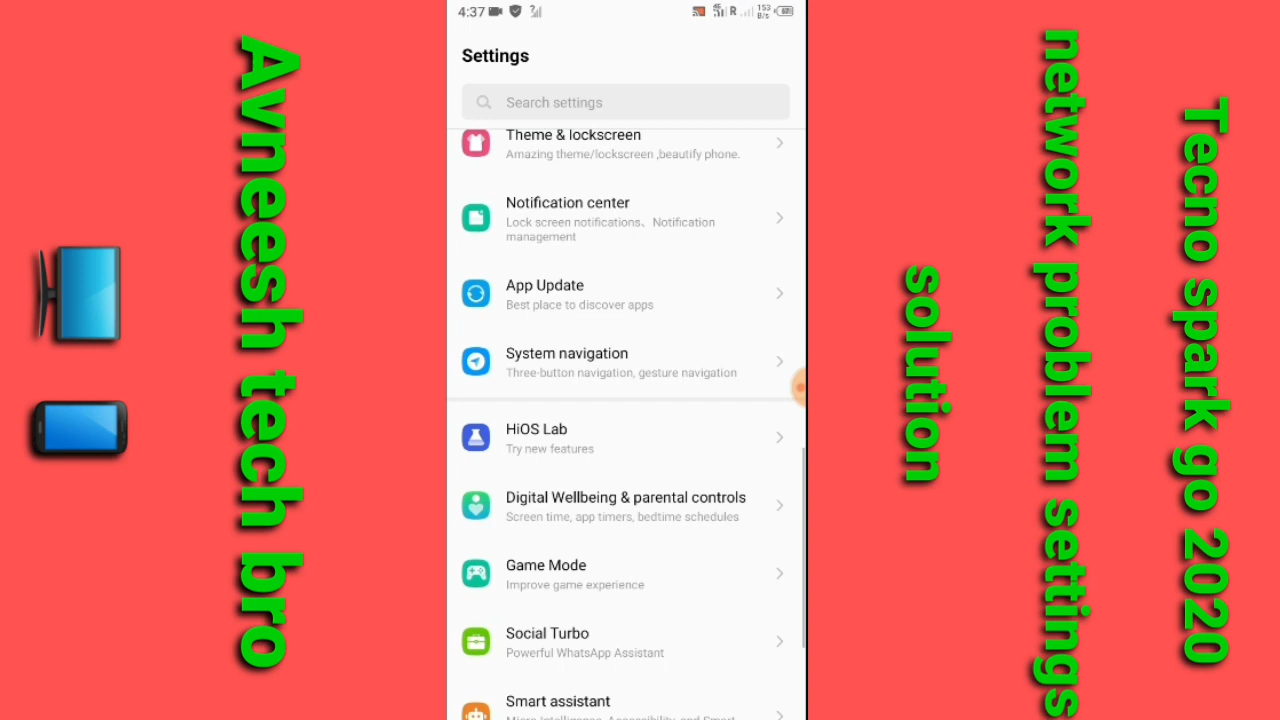 Avneesh tech bro
4:37
4G R 153 B/s
Settings
Search settings
Theme & lockscreen
Amazing theme/lockscreen ,beautify phone.
Notification center
Lock screen notifications、Notification
management
App Update
Best place to discover apps
System navigation
Three-button navigation, gesture navigation
HiOS Lab
Try new features
Digital Wellbeing & parental controls
Screen time, app timers, bedtime schedules
Game Mode
Improve game experience
Social Turbo
Powerful WhatsApp Assistant
Smart assistant
Tecno spark go 2020
network problem settings
solution